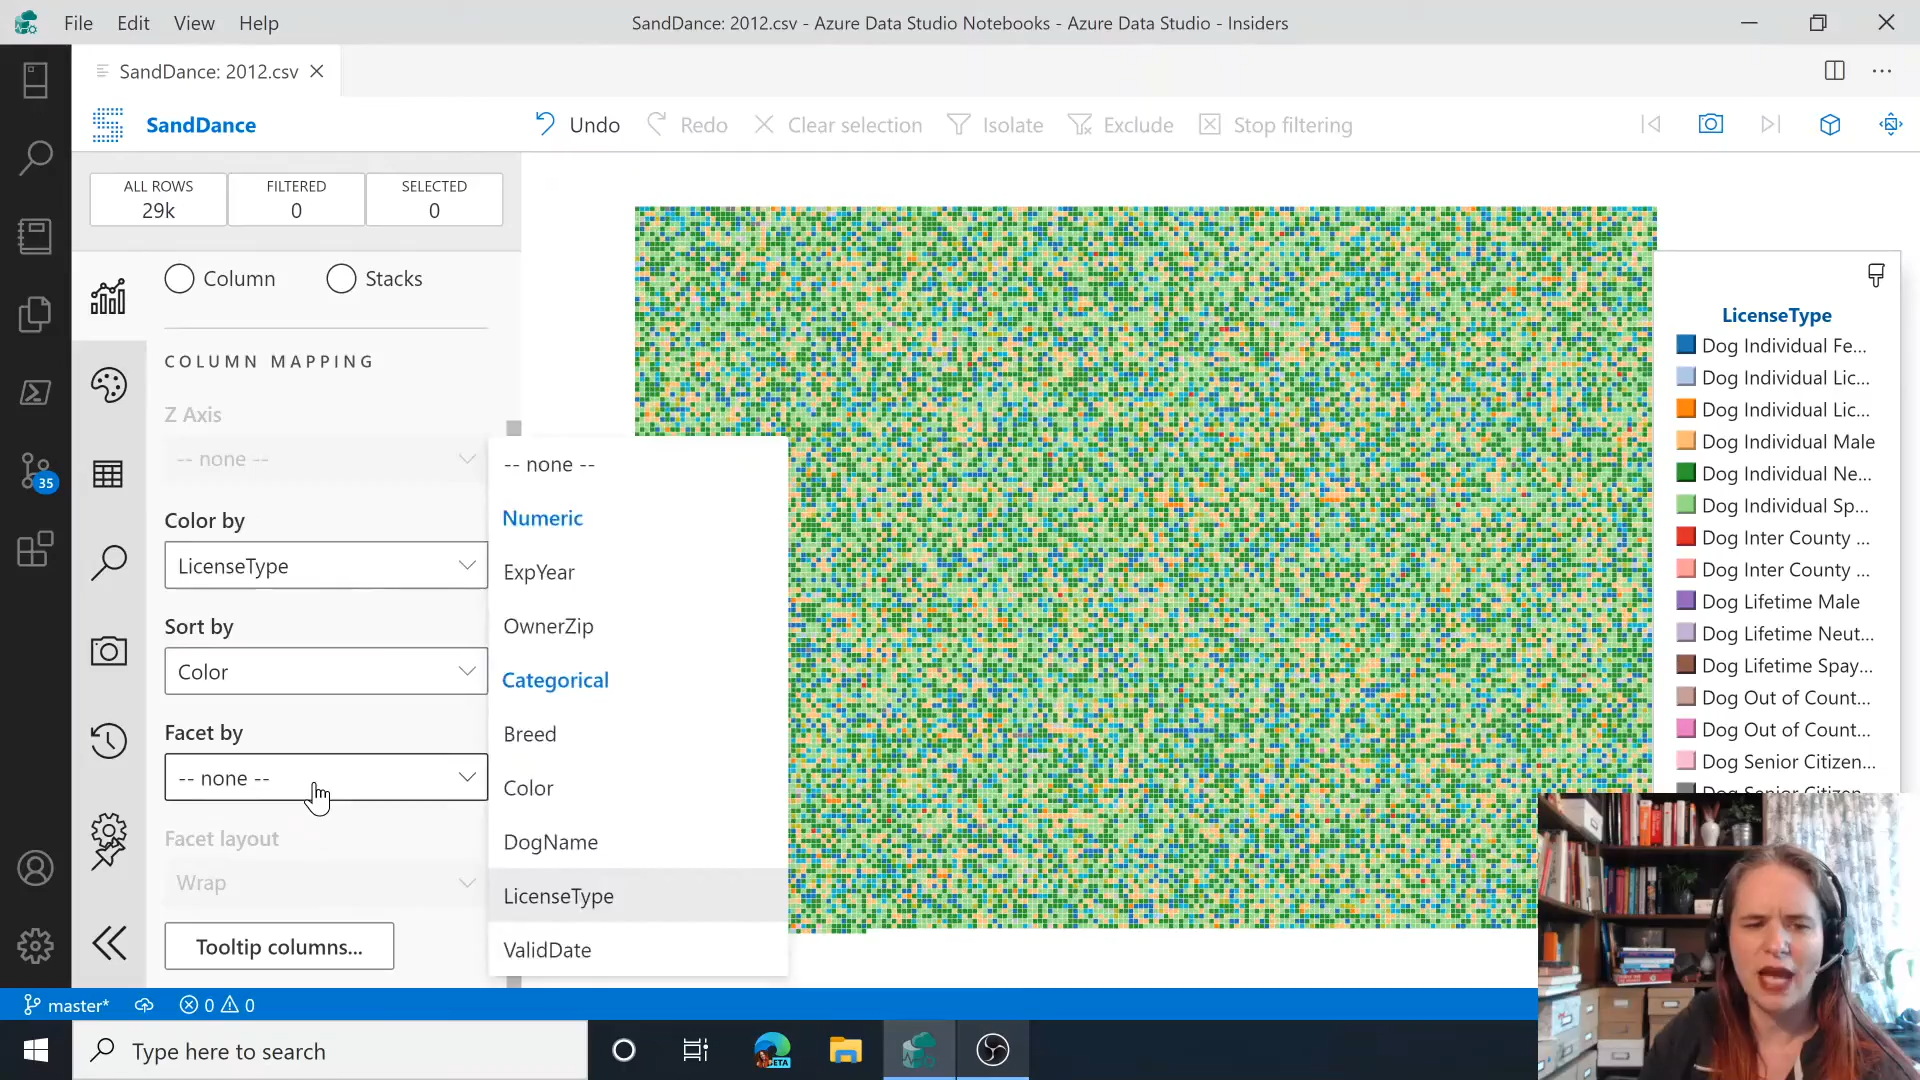 File Edit View Help
SandDance: 2012.csv - Azure Data Studio Notebooks - Azure Data Studio - Insiders
SandDance: 2012.csv
SandDance
Undo
Redo
Clear selection
Isolate
Exclude
Stop filtering
ALL ROWS
29k
FILTERED
0
SELECTED
0
Column
Stacks
COLUMN MAPPING
Z Axis
-- none --
Color by
LicenseType
Sort by
Color
Facet by
-- none --
Facet layout
Wrap
Tooltip columns...
-- none --
Numeric
ExpYear
OwnerZip
Categorical
Breed
Color
DogName
LicenseType
ValidDate
LicenseType
Dog Individual Fe...
Dog Individual Lic...
Dog Individual Lic...
Dog Individual Male
Dog Individual Ne...
Dog Individual Sp...
Dog Inter County ...
Dog Inter County ...
Dog Lifetime Male
Dog Lifetime Neut...
Dog Lifetime Spay...
Dog Out of Count...
Dog Out of Count...
Dog Senior Citizen...
Dog Senior Citizen
35
master*
0
0
Type here to search
BETA